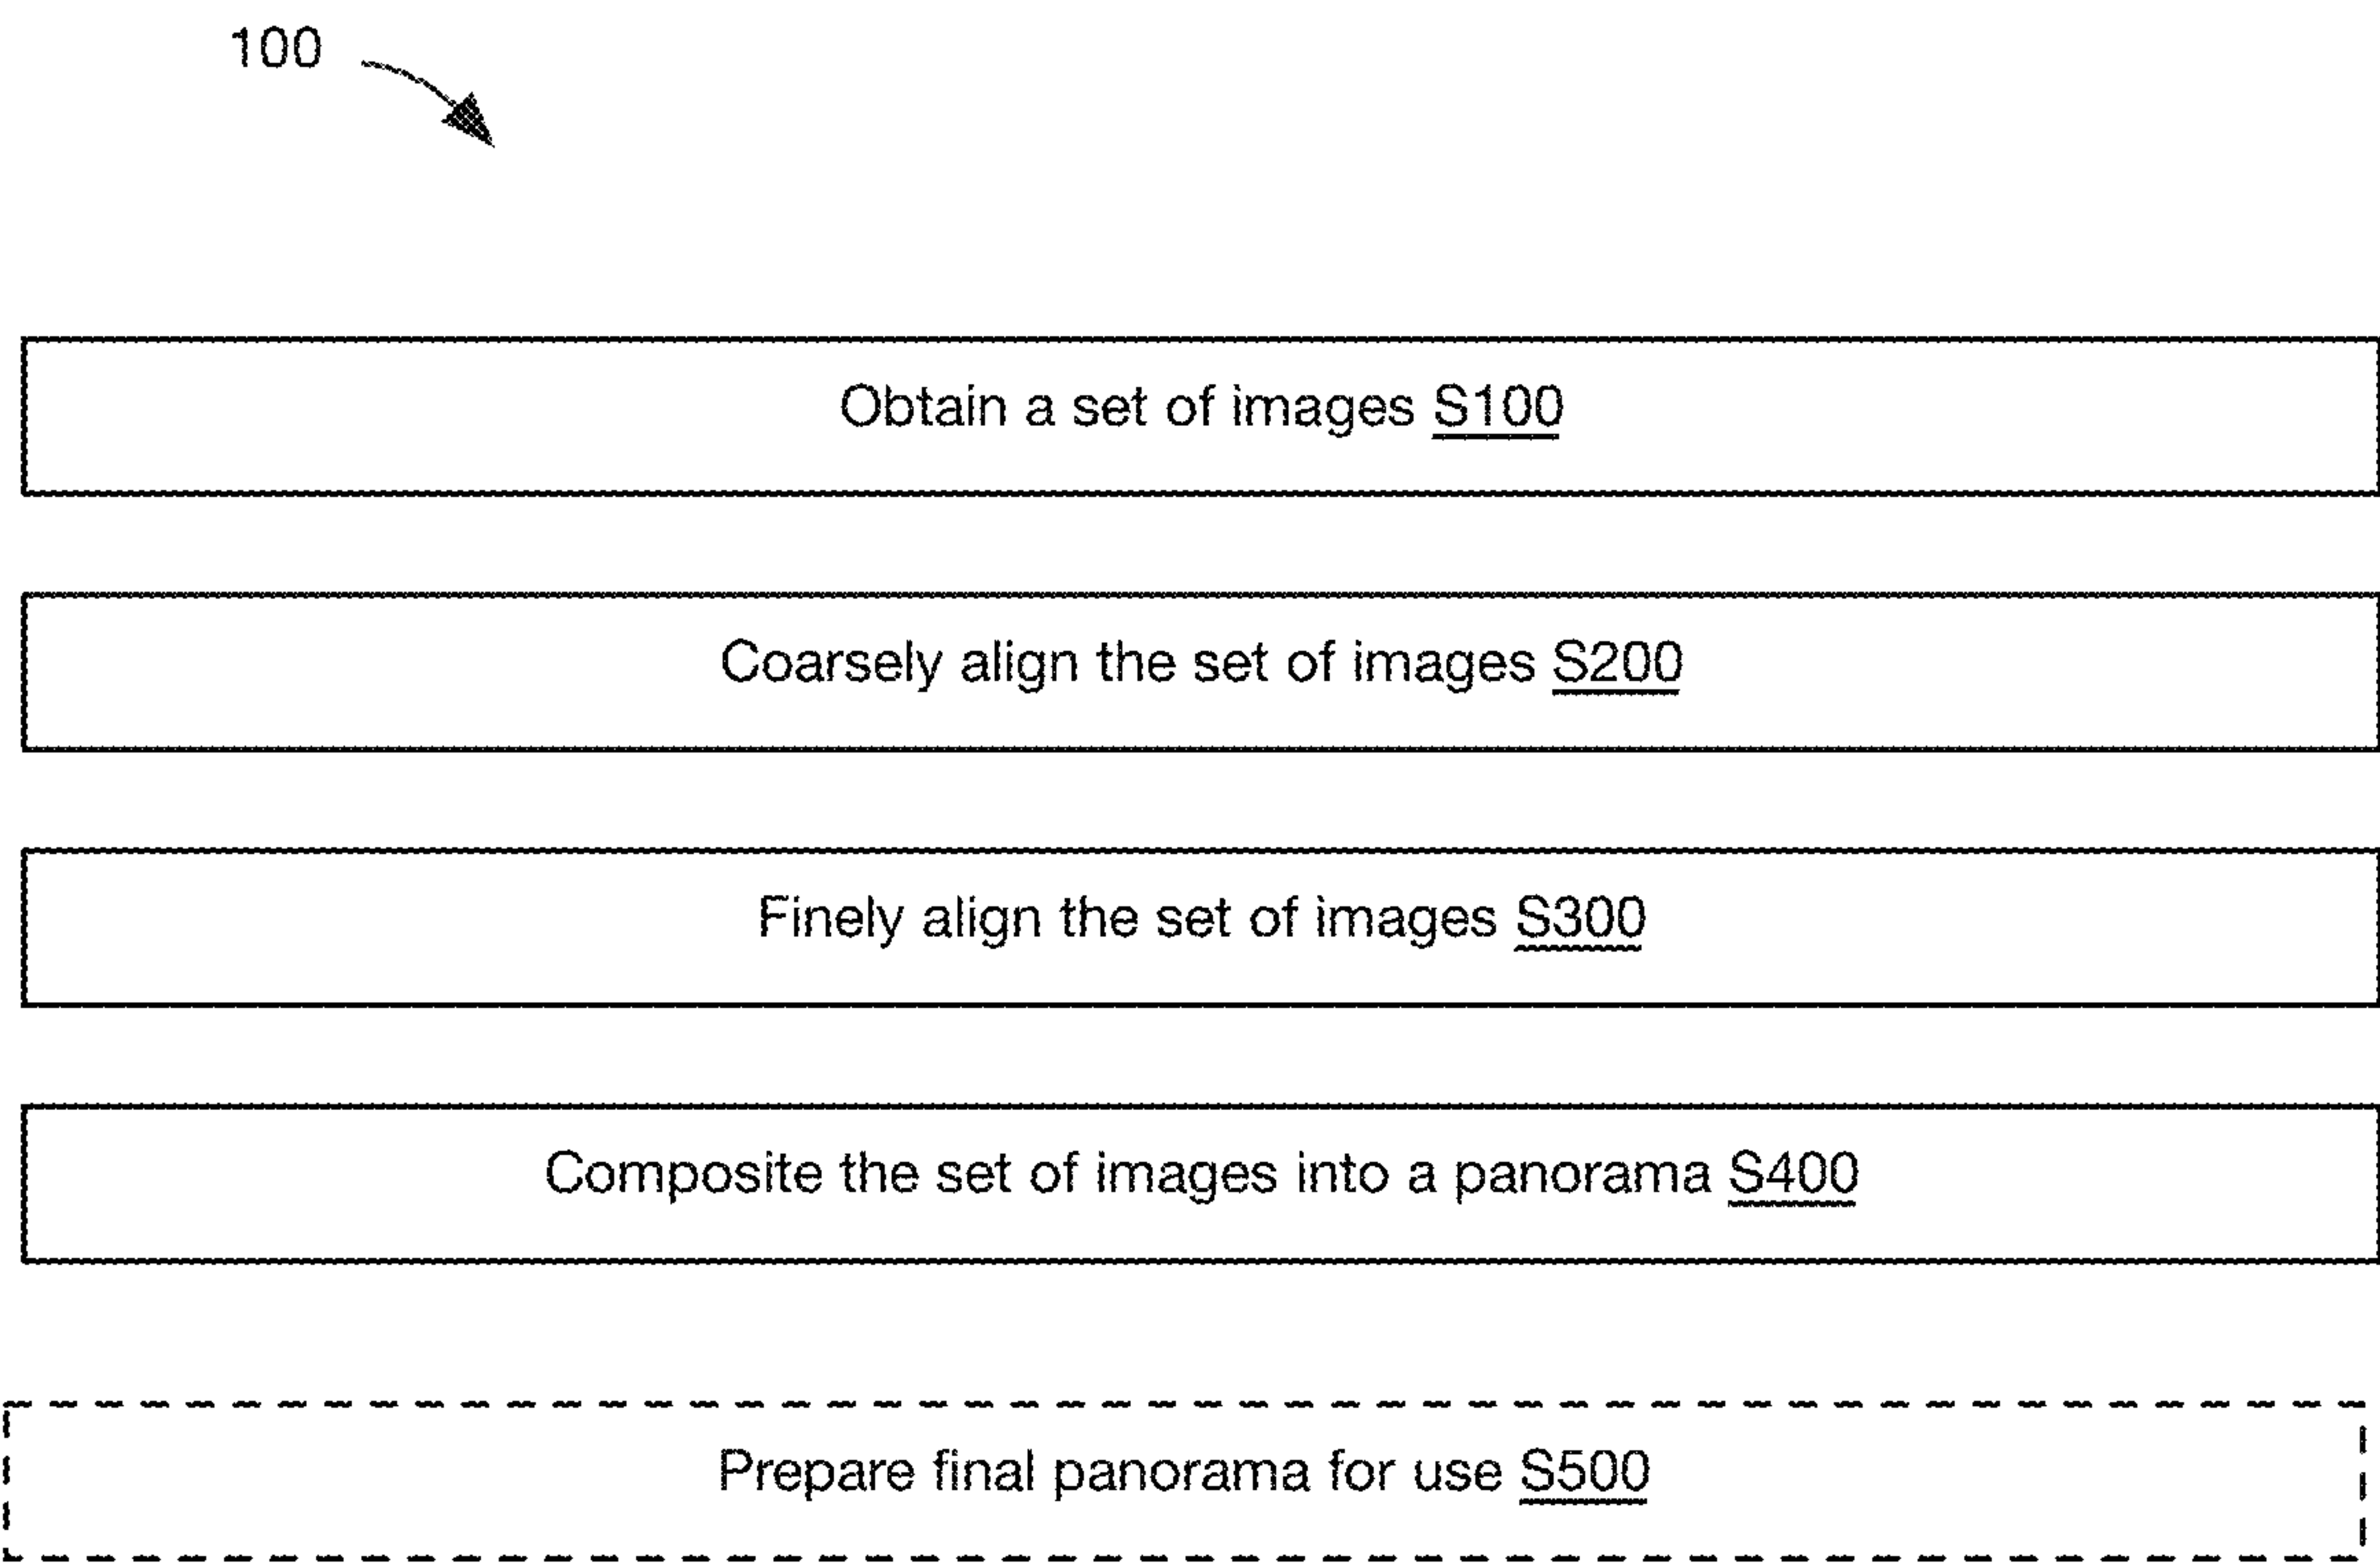 100
Obtain a set of images S100
Coarsely align the set of images S200
Finely align the set of images S300
Composite the set of images into a panorama S400
Prepare final panorama for use S500